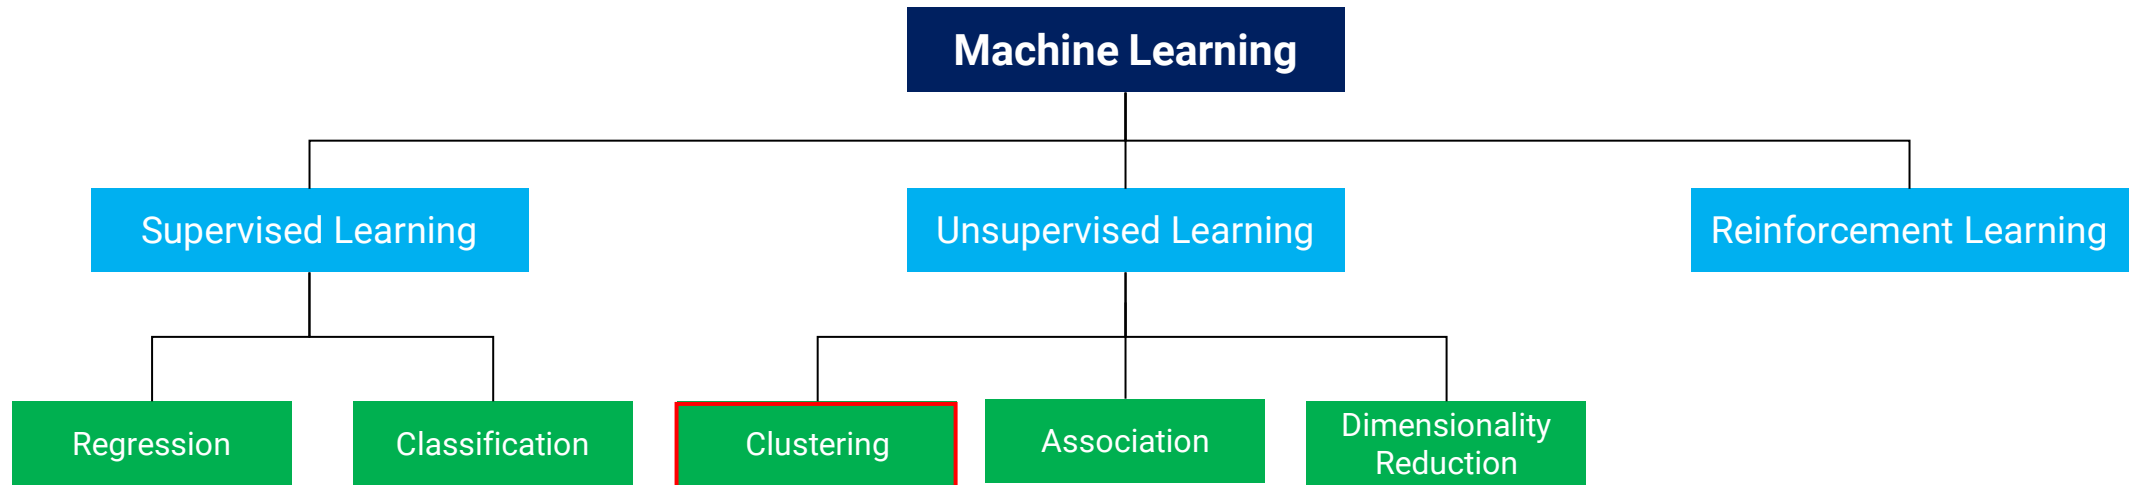 Machine Learning
Supervised Learning
Unsupervised Learning
Reinforcement Learning
Regression
Classification
Clustering
Association
Dimensionality
Reduction